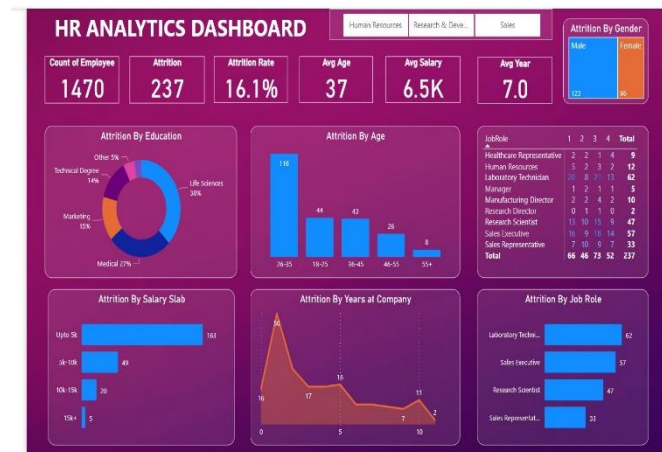 HR ANALYTICS DASHBOARD
Human Resources
Research & Deve...
Sales
Attrition By Gender
Male
Female
Count of Employee
1470
Attrition
237
Attrition Rate
16.1%
Avg Age
37
Avg Salary
6.5K
Avg Year
7.0
Attrition By Education
Other 5%
Technical Degree
14%
Life Sciences
38%
Marketing
15%
Medical 27%
Attrition By Age
116
44
43
26
8
26-35 18-25 36-45 46-55 55+
JobRole 1 2 3 4 Total
Healthcare Representative 2 2 1 4 9
Human Resources 5 2 3 2 12
Laboratory Technician 20 8 21 13 62
Manager 1 2 1 1 5
Manufacturing Director 2 2 4 2 10
Research Director 0 1 1 0 2
Research Scientist 13 10 15 9 47
Sales Executive 16 9 18 14 57
Sales Representative 7 10 9 7 33
Total 66 46 73 52 237
Attrition By Salary Slab
Upto 5k 163
5k-10k 49
10k-15k 20
15k+ 5
Attrition By Years at Company
16
17
18
7
11
2
0 5 10
Attrition By Job Role
Laboratory Techni... 62
Sales Executive 57
Research Scientist 47
Sales Representat... 33